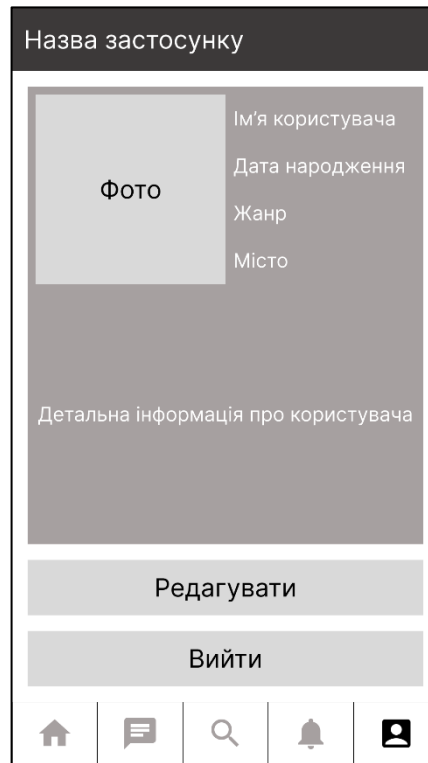 Назва застосунку
Фото
Ім'я користувача
Дата народження
Жанр
Місто
Детальна інформація про користувача
Редагувати
Вийти